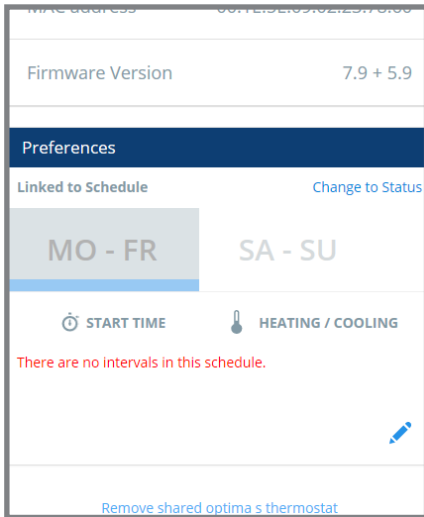 Firmware Version 7.9 + 5.9
Preferences
Linked to Schedule Change to Status
MO - FR SA - SU
START TIME HEATING / COOLING
There are no intervals in this schedule.
Remove shared optima s thermostat